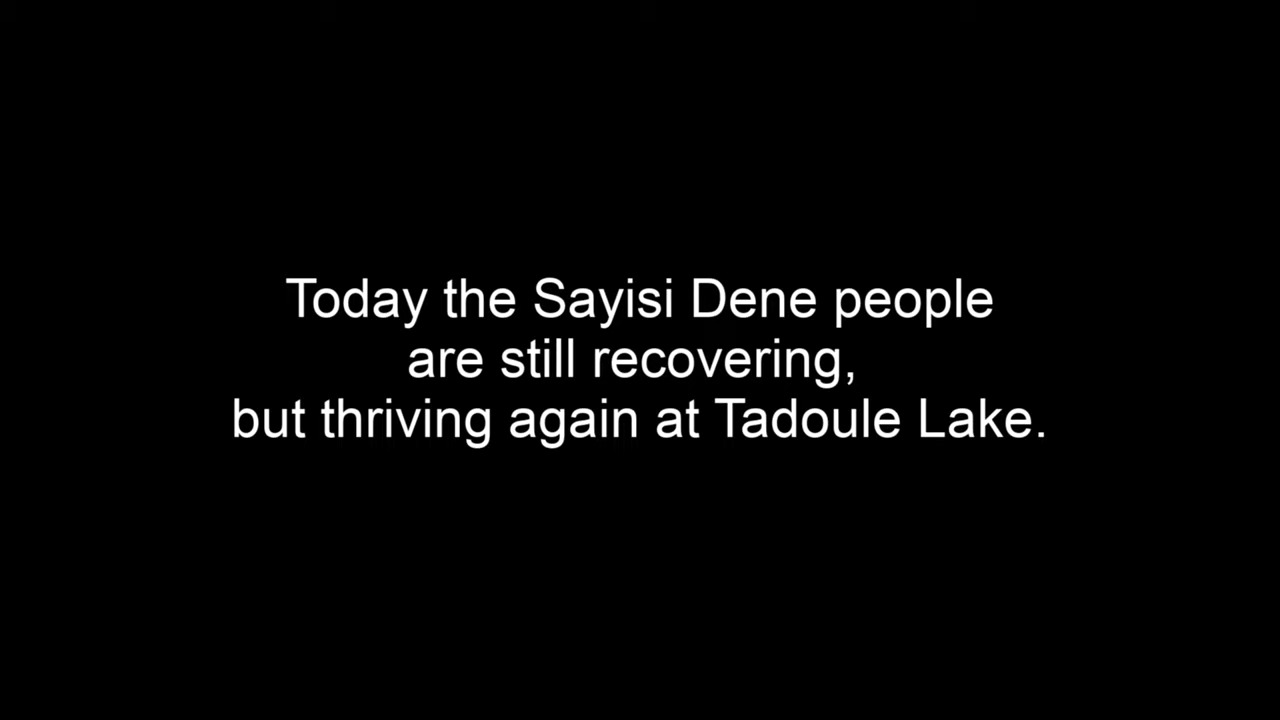 Today the Sayisi Dene people
are still recovering,
but thriving again at Tadoule Lake.